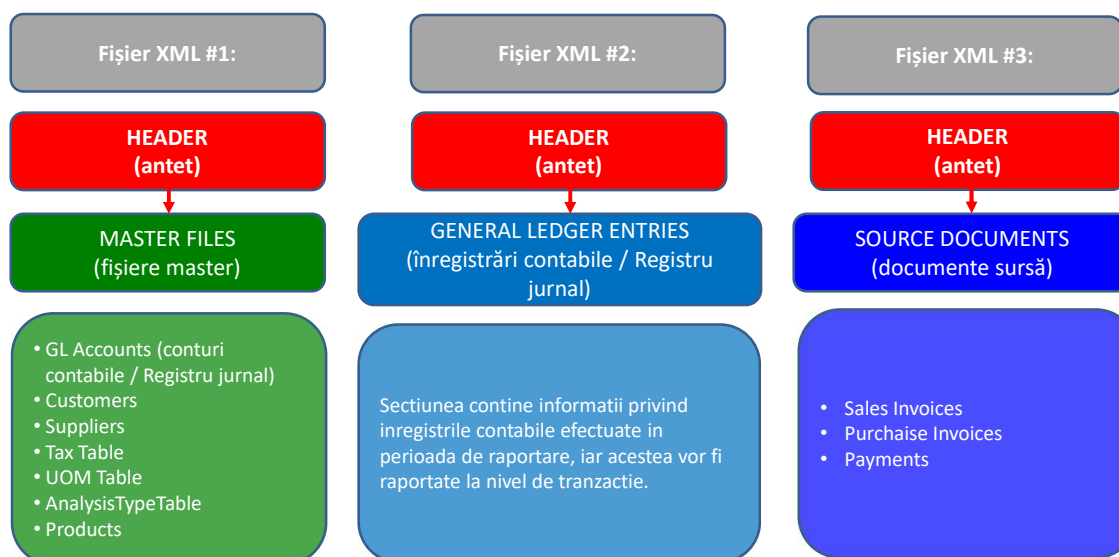 Fișier XML #1:
HEADER
(antet)
MASTER FILES
(fișiere master)
• GL Accounts (conturi
contabile / Registru jurnal)
• Customers
• Suppliers
• Tax Table
• UOM Table
• AnalysisTypeTable
• Products
Fișier XML #2:
HEADER
(antet)
GENERAL LEDGER ENTRIES
(înregistrări contabile / Registru
jurnal)
Sectiunea contine informatii privind
inregistrile contabile efectuate in
perioada de raportare, iar acestea vor fi
raportate la nivel de tranzactie.
Fișier XML #3:
HEADER
(antet)
SOURCE DOCUMENTS
(documente sursă)
• Sales Invoices
• Purchaise Invoices
• Payments